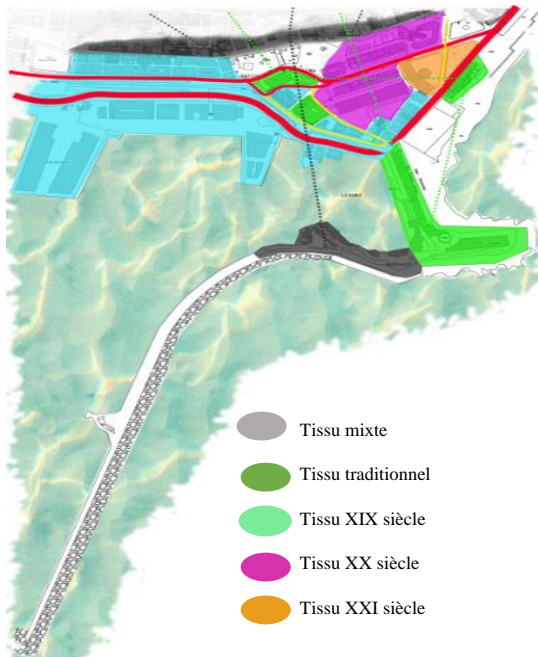 Tissu mixte
Tissu traditionnel
Tissu XIX siècle
Tissu XX siècle
Tissu XXI siècle